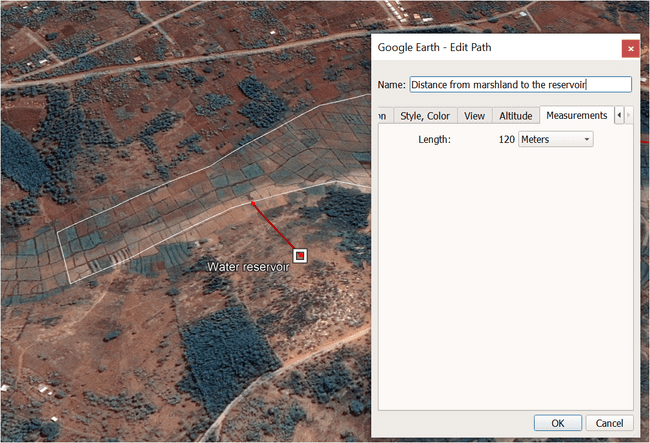 Google Earth - Edit Path
Name: Distance from marshland to the reservoir
on Style, Color View Altitude Measurements
Length: 120 Meters
Water reservoir
OK Cancel